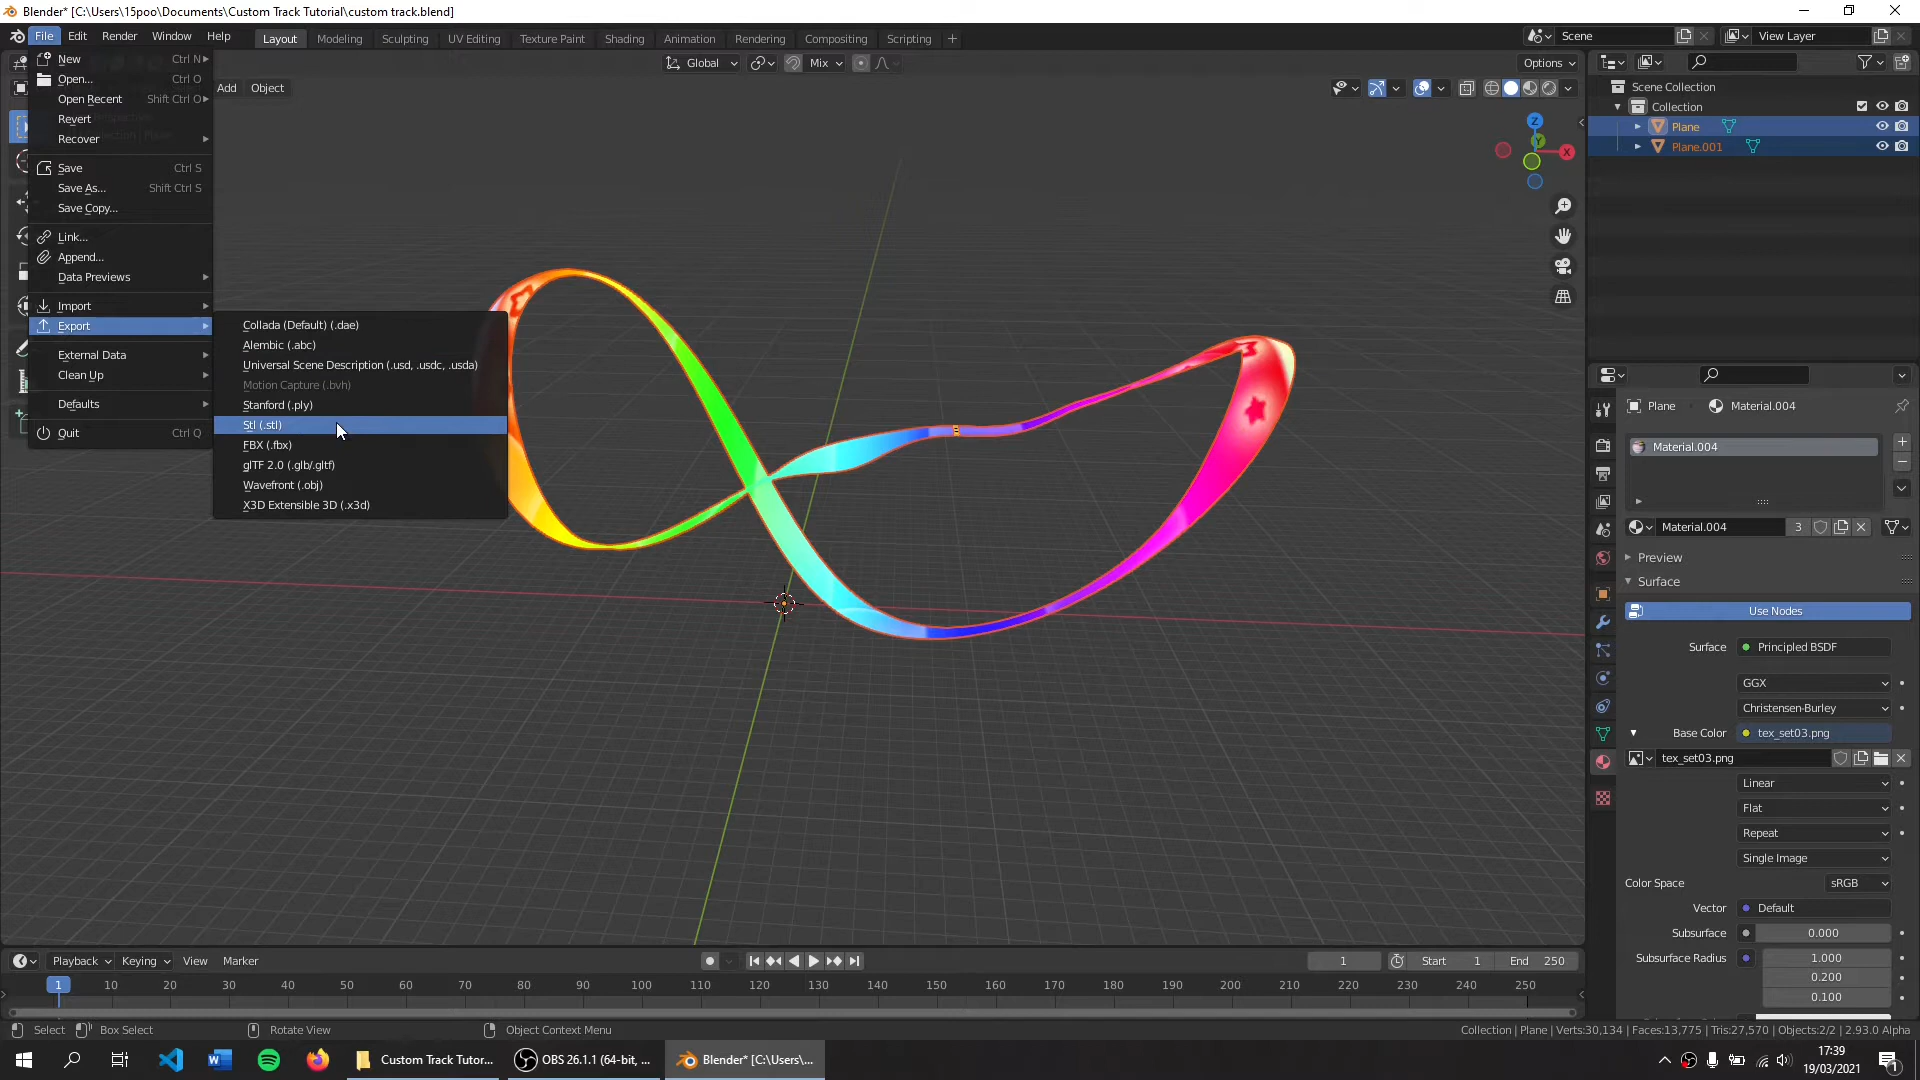 Blender* [C:\Users\15poo\Documents\Custom Track Tutorial\custom track.blend]
File Edit Render Window Help
Layout Modeling Sculpting UV Editing Texture Paint Shading Animation Rendering Compositing Scripting +
Scene
View Layer
New Ctrl N
Open... Ctrl O
Open Recent Shift Ctrl O
Revert
Recover
Save Ctrl S
Save As... Shift Ctrl S
Save Copy...
Link...
Append...
Data Previews
Import
Export
External Data
Clean Up
Defaults
Quit Ctrl Q
Collada (Default) (.dae)
Alembic (.abc)
Universal Scene Description (.usd, .usdc, .usda)
Motion Capture (.bvh)
Stanford (.ply)
Stl (.stl)
FBX (.fbx)
glTF 2.0 (.glb/.gltf)
Wavefront (.obj)
X3D Extensible 3D (.x3d)
Global Mix Options
Add Object
Z
Y
X
Scene Collection
Collection
Plane
Plane.001
Plane Material.004
Material.004
Material.004 3
Preview
Surface
Use Nodes
Surface Principled BSDF
GGX
Christensen-Burley
Base Color tex_set03.png
tex_set03.png
Linear
Flat
Repeat
Single Image
Color Space sRGB
Vector Default
Subsurface 0.000
Subsurface Radius 1.000
0.200
0.100
Playback Keying View Marker
1 Start 1 End 250
1 10 20 30 40 50 60 70 80 90 100 110 120 130 140 150 160 170 180 190 200 210 220 230 240 250
Select Box Select Rotate View Object Context Menu
Collection | Plane | Verts:30,134 | Faces:13,775 | Tris:27,570 | Objects:2/2 | 2.93.0 Alpha
Custom Track Tutor...
OBS 26.1.1 (64-bit, ...
Blender* [C:\Users\...
17:39
19/03/2021
1